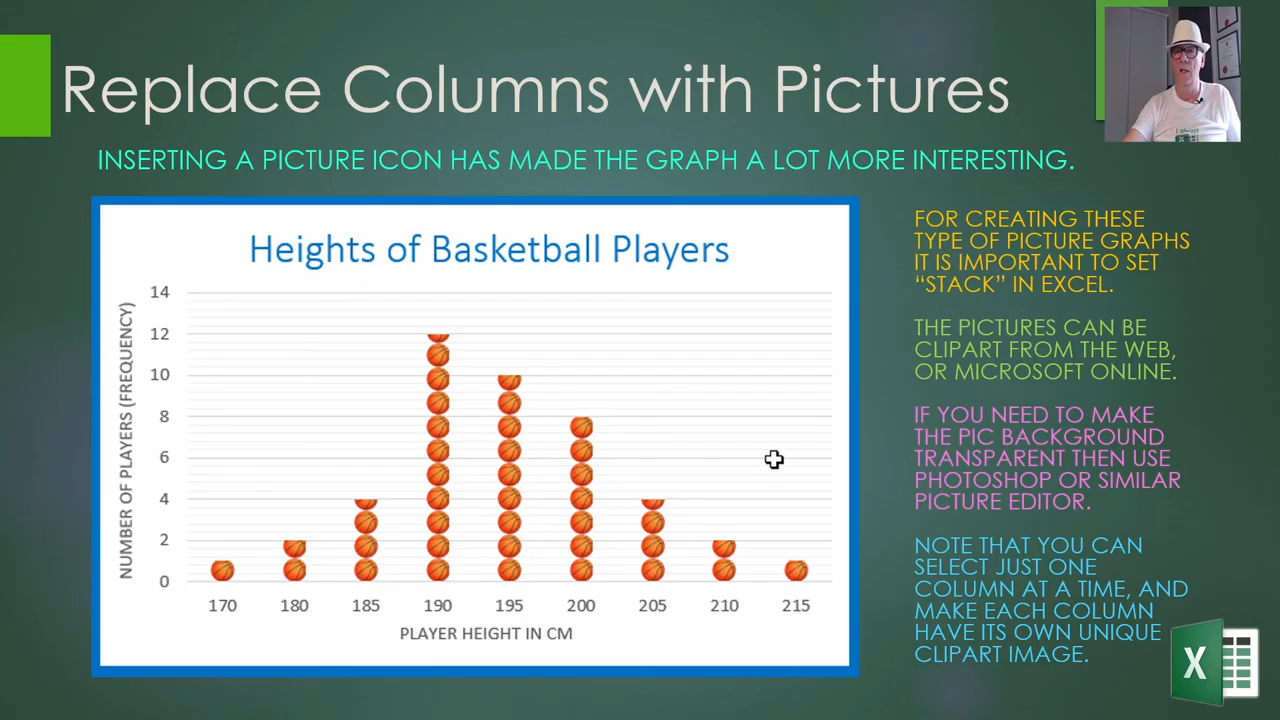 Replace Columns with Pictures
INSERTING A PICTURE ICON HAS MADE THE GRAPH A LOT MORE INTERESTING.
Heights of Basketball Players
NUMBER OF PLAYERS (FREQUENCY)
14
12
10
8
6
4
2
0
170 180 185 190 195 200 205 210 215
PLAYER HEIGHT IN CM
FOR CREATING THESE
TYPE OF PICTURE GRAPHS
IT IS IMPORTANT TO SET
“STACK” IN EXCEL.
THE PICTURES CAN BE
CLIPART FROM THE WEB,
OR MICROSOFT ONLINE.
IF YOU NEED TO MAKE
THE PIC BACKGROUND
TRANSPARENT THEN USE
PHOTOSHOP OR SIMILAR
PICTURE EDITOR.
NOTE THAT YOU CAN
SELECT JUST ONE
COLUMN AT A TIME, AND
MAKE EACH COLUMN
HAVE ITS OWN UNIQUE
CLIPART IMAGE.
X